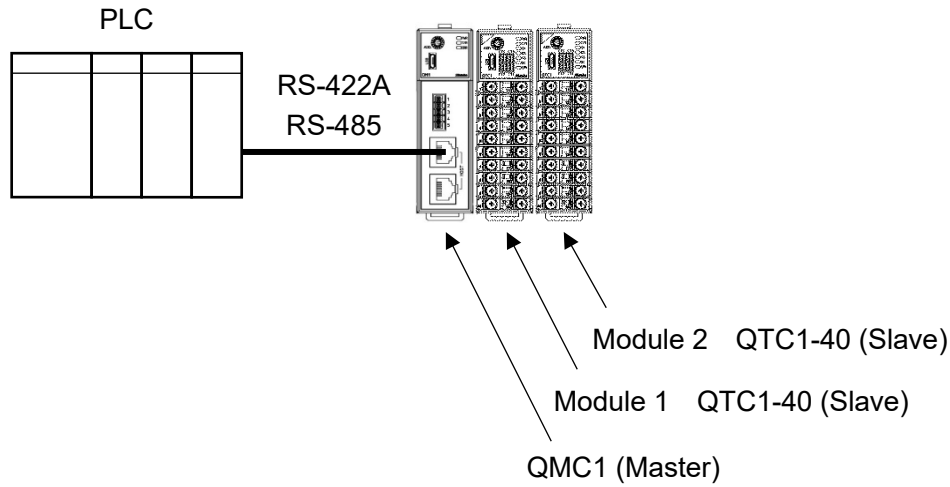 PLC
RS-422A
RS-485
Module 2 QTC1-40 (Slave)
Module 1 QTC1-40 (Slave)
QMC1 (Master)